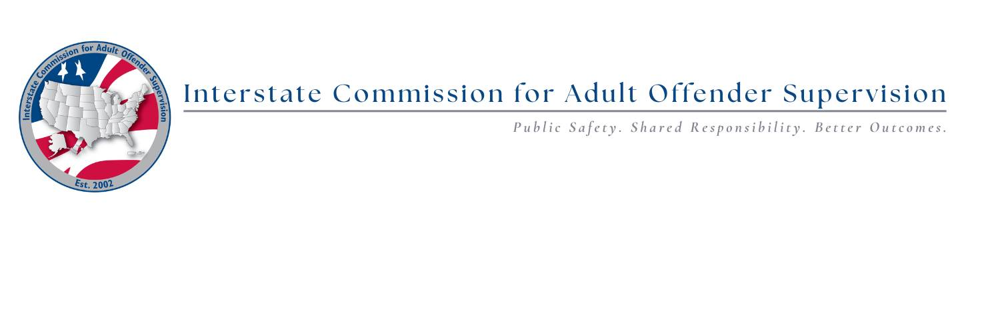 Interstate Commission for Adult Offender Supervision
Est. 2002
Interstate Commission for Adult Offender Supervision
Public Safety. Shared Responsibility. Better Outcomes.